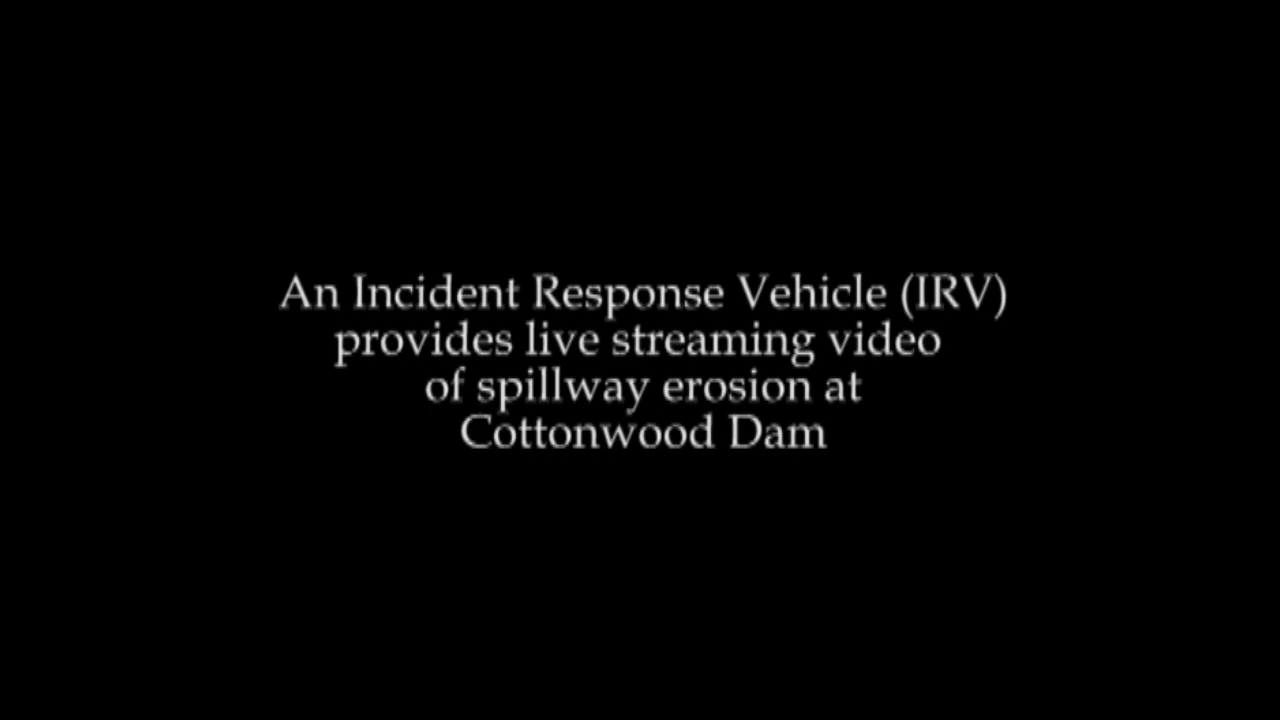 An Incident Response Vehicle (IRV)
provides live streaming video
of spillway erosion at
Cottonwood Dam